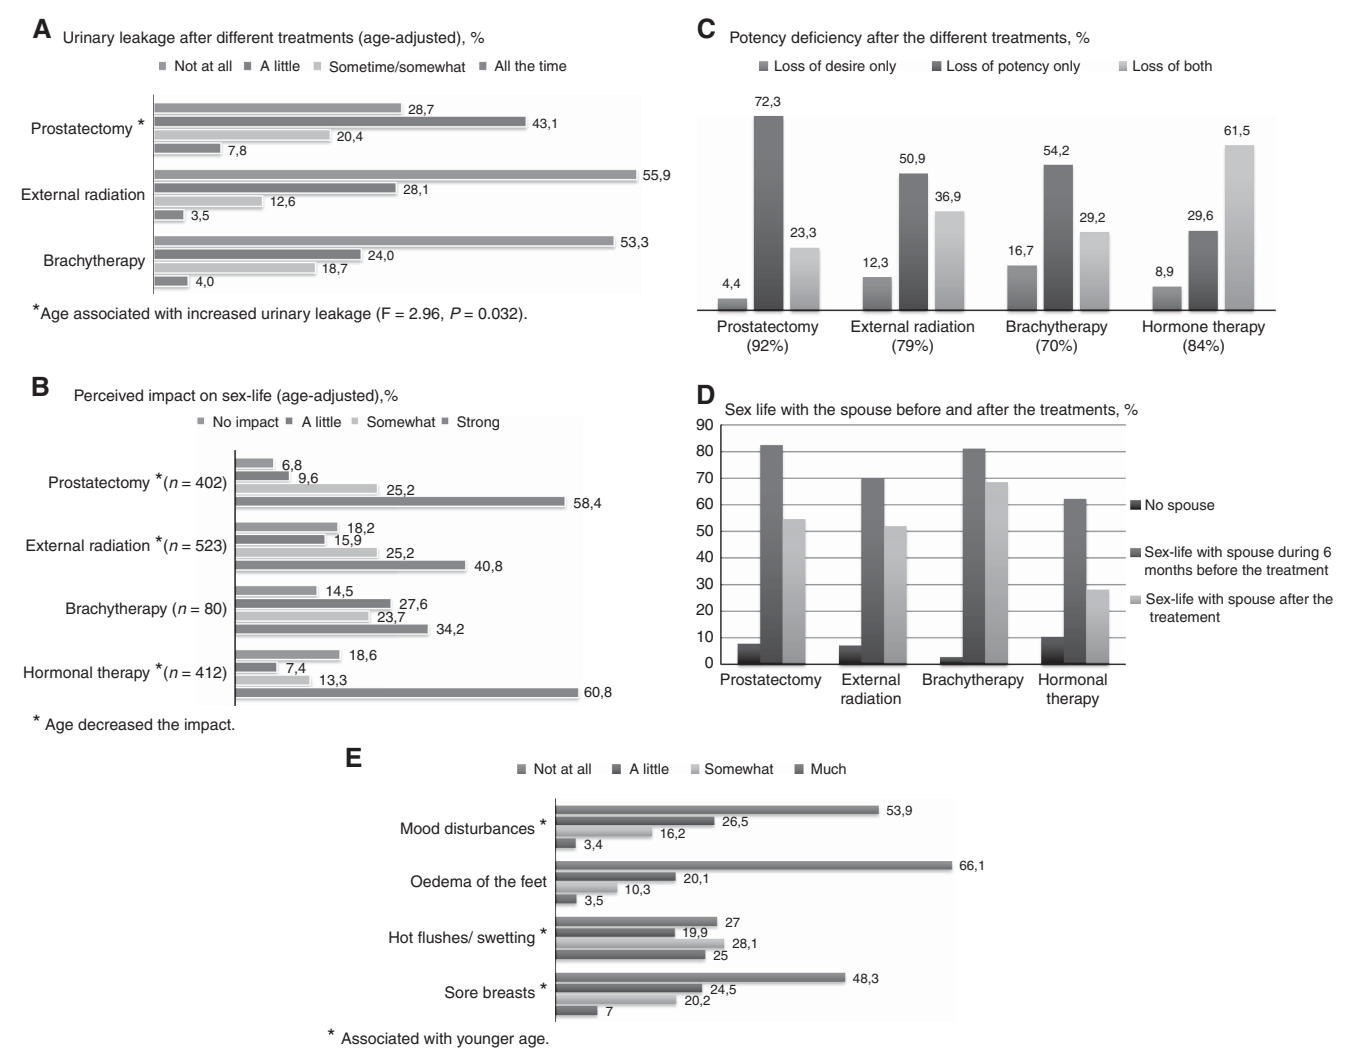 A
Urinary leakage after different treatments (age-adjusted), %
Not at all A little Sometime/somewhat All the time
Prostatectomy *
28,7
43,1
20,4
7,8
External radiation
55,9
28,1
12,6
3,5
Brachytherapy
53,3
24,0
18,7
4,0
*Age associated with increased urinary leakage (F = 2.96, P = 0.032).
B
Perceived impact on sex-life (age-adjusted),%
No impact A little Somewhat Strong
Prostatectomy *(n = 402)
6,8
9,6
25,2
58,4
External radiation *(n = 523)
18,2
15,9
25,2
40,8
Brachytherapy (n = 80)
14,5
27,6
23,7
34,2
Hormonal therapy *(n = 412)
18,6
7,4
13,3
60,8
* Age decreased the impact.
C
Potency deficiency after the different treatments, %
Loss of desire only Loss of potency only Loss of both
4,4 72,3 23,3
12,3 50,9 36,9
16,7 54,2 29,2
8,9 29,6 61,5
Prostatectomy External radiation Brachytherapy Hormone therapy
(92%) (79%) (70%) (84%)
D
Sex life with the spouse before and after the treatments, %
90
80
70
60
50
40
30
20
10
0
Prostatectomy External Brachytherapy Hormonal
radiation therapy
No spouse
Sex-life with spouse during 6
months before the treatment
Sex-life with spouse after the
treatement
E
Not at all A little Somewhat Much
Mood disturbances *
53,9
26,5
16,2
3,4
Oedema of the feet
66,1
20,1
10,3
3,5
Hot flushes/ swetting *
27
19,9
28,1
25
Sore breasts *
48,3
24,5
20,2
7
* Associated with younger age.